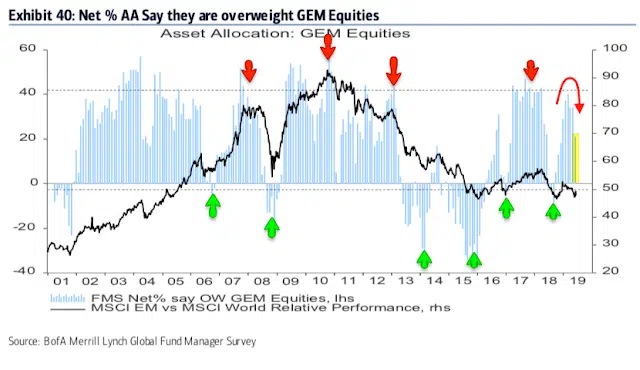 Exhibit 40: Net % AA Say they are overweight GEM Equities
Asset Allocation: GEM Equities
60 100
90
40 80
70
20 60
0 50
40
-20 30
-40 20
01 02 03 04 05 06 07 08 09 10 11 12 13 14 15 16 17 18 19
FMS Net% say OW GEM Equities, lhs
MSCI EM vs MSCI World Relative Performance, rhs
Source: BofA Merrill Lynch Global Fund Manager Survey